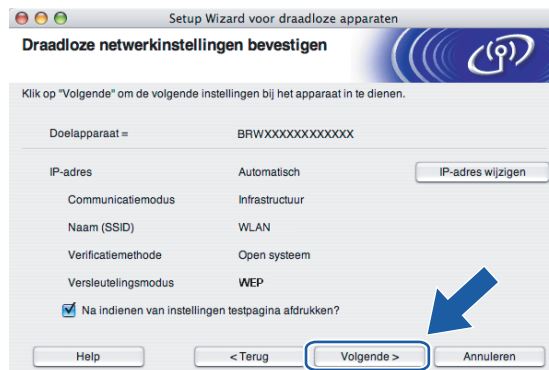 Setup Wizard voor draadloze apparaten
Draadloze netwerkinstellingen bevestigen
Klik op "Volgende" om de volgende instellingen bij het apparaat in te dienen.
Doelapparaat = BRWXXXXXXXXXXXX
IP-adres Automatisch IP-adres wijzigen
Communicatiemodus Infrastructuur
Naam (SSID) WLAN
Verificatiemethode Open systeem
Versleutelingsmodus WEP
Na indienen van instellingen testpagina afdrukken?
Help < Terug Volgende > Annuleren